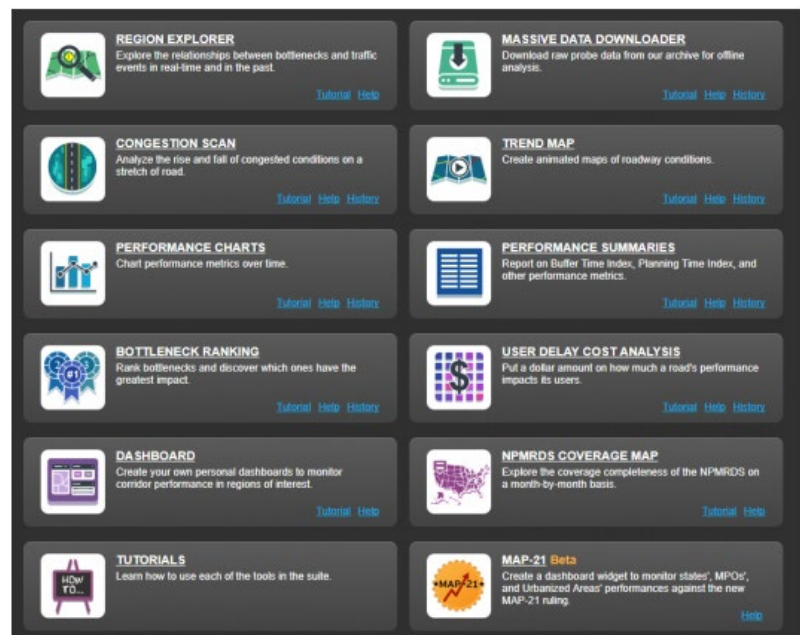 REGION EXPLORER
Explore the relationships between bottlenecks and traffic
events in real-time and in the past.
Tutorial Help
MASSIVE DATA DOWNLOADER
Download raw probe data from our archive for offline
analysis.
Tutorial Help History
CONGESTION SCAN
Analyze the rise and fall of congested conditions on a
stretch of road.
Tutorial Help History
TREND MAP
Create animated maps of roadway conditions.
Tutorial Help History
PERFORMANCE CHARTS
Chart performance metrics over time.
Tutorial Help History
PERFORMANCE SUMMARIES
Report on Buffer Time Index, Planning Time Index, and
other performance metrics.
Tutorial Help History
#1
BOTTLENECK RANKING
Rank bottlenecks and discover which ones have the
greatest impact.
Tutorial Help History
$
USER DELAY COST ANALYSIS
Put a dollar amount on how much a road's performance
impacts its users.
Tutorial Help History
DASHBOARD
Create your own personal dashboards to monitor
corridor performance in regions of interest.
Tutorial Help
NPMRDS COVERAGE MAP
Explore the coverage completeness of the NPMRDS on
a month-by-month basis.
Tutorial Help
HOW
TO...
TUTORIALS
Learn how to use each of the tools in the suite.
MAP-21
MAP-21 Beta
Create a dashboard widget to monitor states', MPOs',
and Urbanized Areas' performances against the new
MAP-21 ruling.
Help